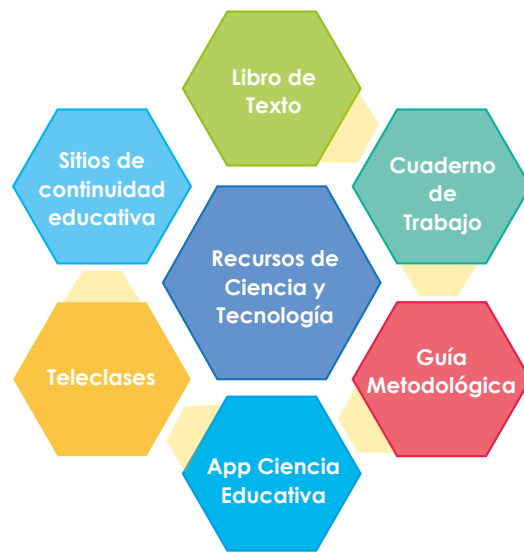 Libro de
Texto
Cuaderno
de
Trabajo
Guía
Metodológica
App Ciencia
Educativa
Teleclases
Sitios de
continuidad
educativa
Recursos de
Ciencia y
Tecnología